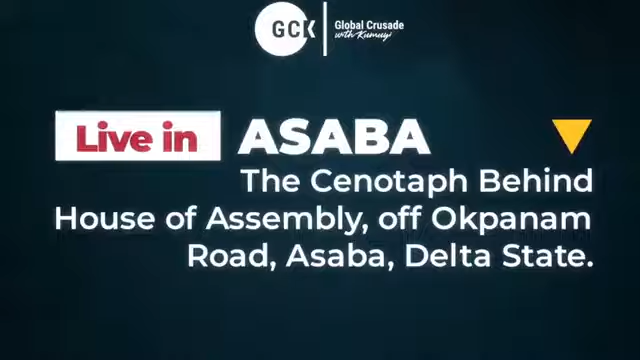 GCK
Global Crusade
with Kumuyi
Live in ASABA
The Cenotaph Behind
House of Assembly, off Okpanam
Road, Asaba, Delta State.